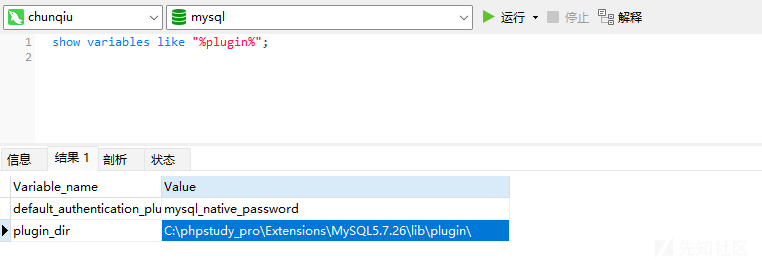 chunqiu
mysql
运行
停止
解释
1 show variables like "%plugin%";
2
信息 结果 1 剖析 状态
Variable_name Value
default_authentication_plu mysql_native_password
plugin_dir C:\phpstudy_pro\Extensions\MySQL5.7.26\lib\plugin\
先知社区